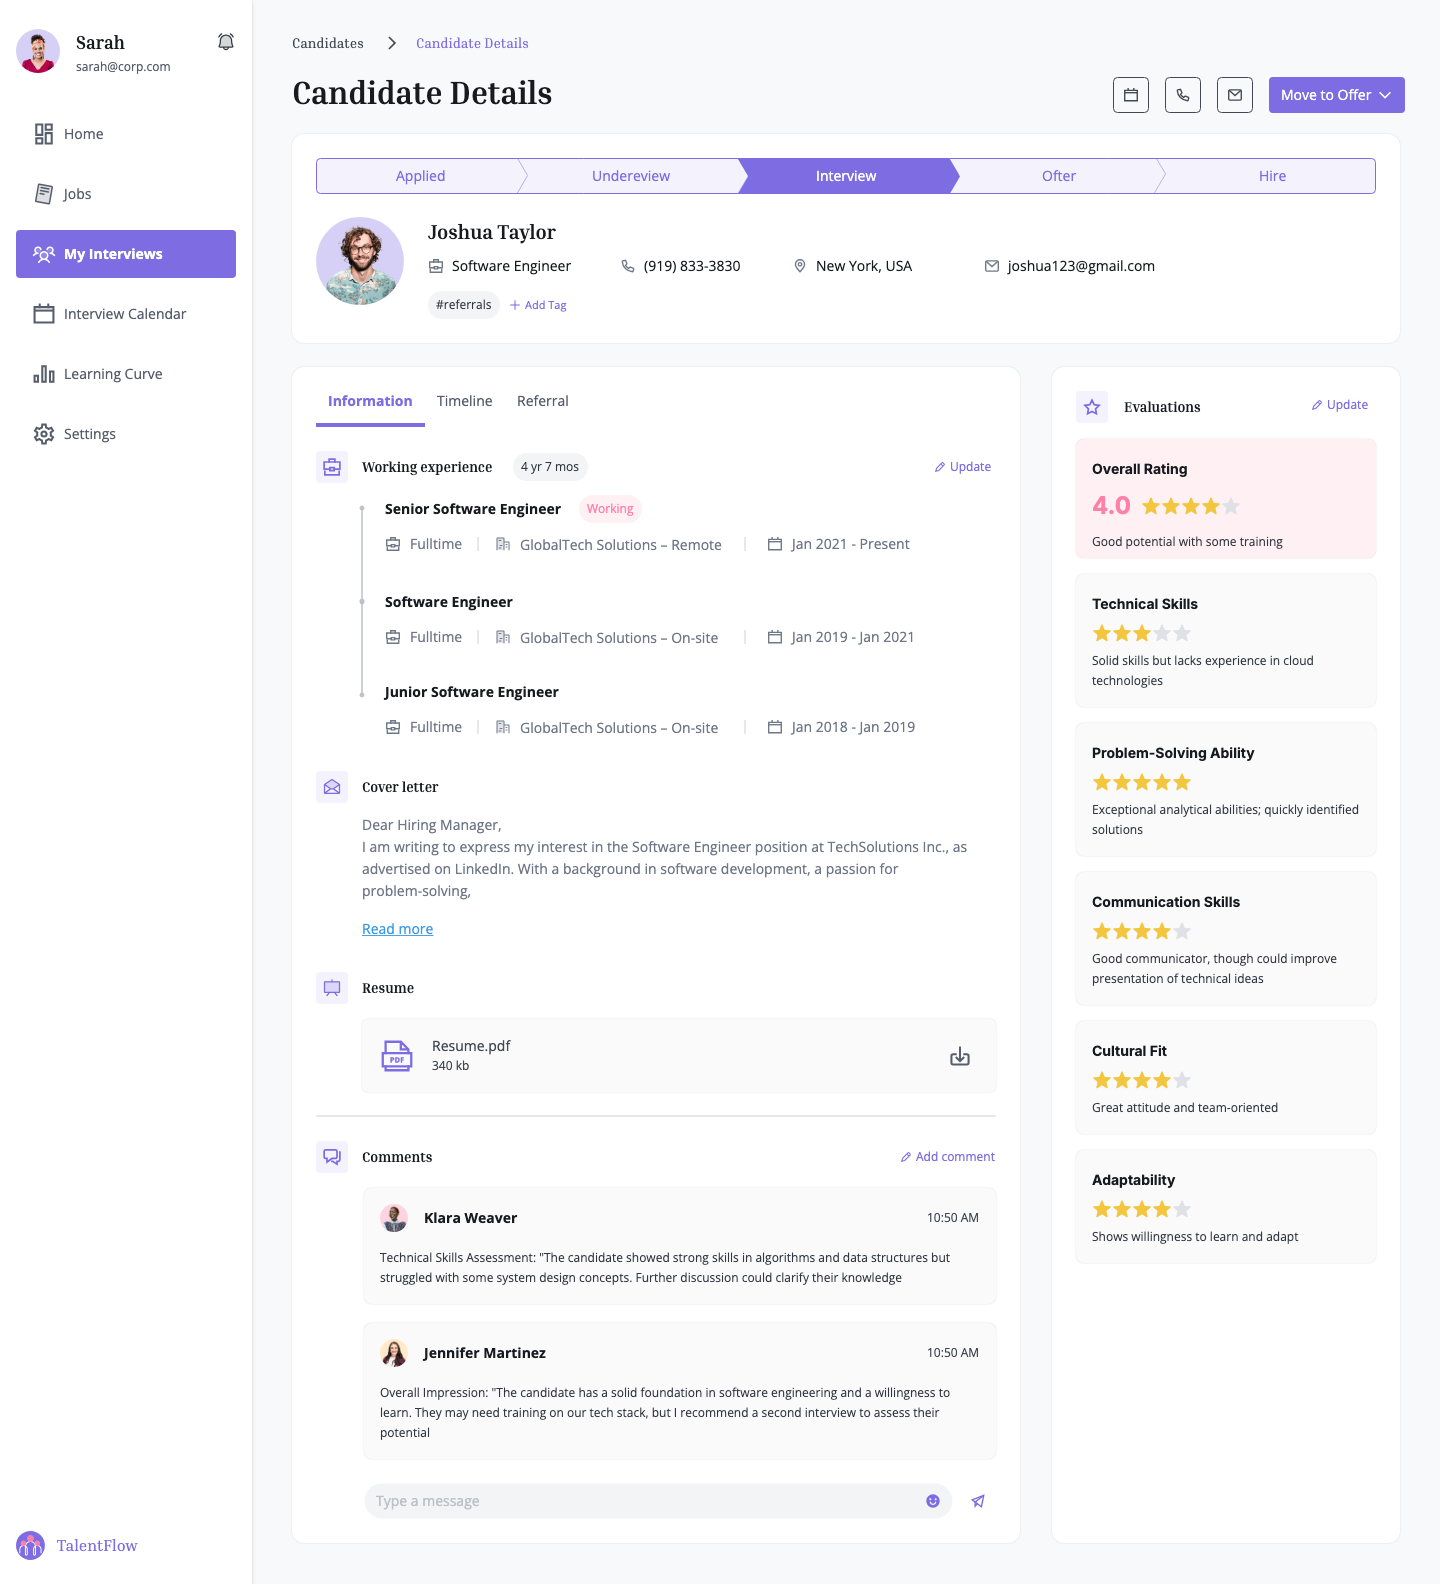 Sarah
sarah@corp.com
Home
Jobs
My Interviews
Interview Calendar
Learning Curve
Settings
TalentFlow
Candidates
Candidate Details
Candidate Details
Move to Offer
Applied
Undereview
Interview
Ofter
Hire
Joshua Taylor
Software Engineer
(919) 833-3830
New York, USA
joshua123@gmail.com
#referrals
Add Tag
Information
Timeline
Referral
Working experience
4 yr 7 mos
Update
Senior Software Engineer
Working
Fulltime
GlobalTech Solutions – Remote
Jan 2021 - Present
Software Engineer
Fulltime
GlobalTech Solutions – On-site
Jan 2019 - Jan 2021
Junior Software Engineer
Fulltime
GlobalTech Solutions – On-site
Jan 2018 - Jan 2019
Cover letter
Dear Hiring Manager,
I am writing to express my interest in the Software Engineer position at TechSolutions Inc., as
advertised on LinkedIn. With a background in software development, a passion for
problem-solving,
Read more
Resume
PDF
Resume.pdf
340 kb
Comments
Add comment
Klara Weaver
10:50 AM
Technical Skills Assessment: "The candidate showed strong skills in algorithms and data structures but
struggled with some system design concepts. Further discussion could clarify their knowledge
Jennifer Martinez
10:50 AM
Overall Impression: "The candidate has a solid foundation in software engineering and a willingness to
learn. They may need training on our tech stack, but I recommend a second interview to assess their
potential
Type a message
Evaluations
Update
Overall Rating
4.0
Good potential with some training
Technical Skills
Solid skills but lacks experience in cloud
technologies
Problem-Solving Ability
Exceptional analytical abilities; quickly identified
solutions
Communication Skills
Good communicator, though could improve
presentation of technical ideas
Cultural Fit
Great attitude and team-oriented
Adaptability
Shows willingness to learn and adapt